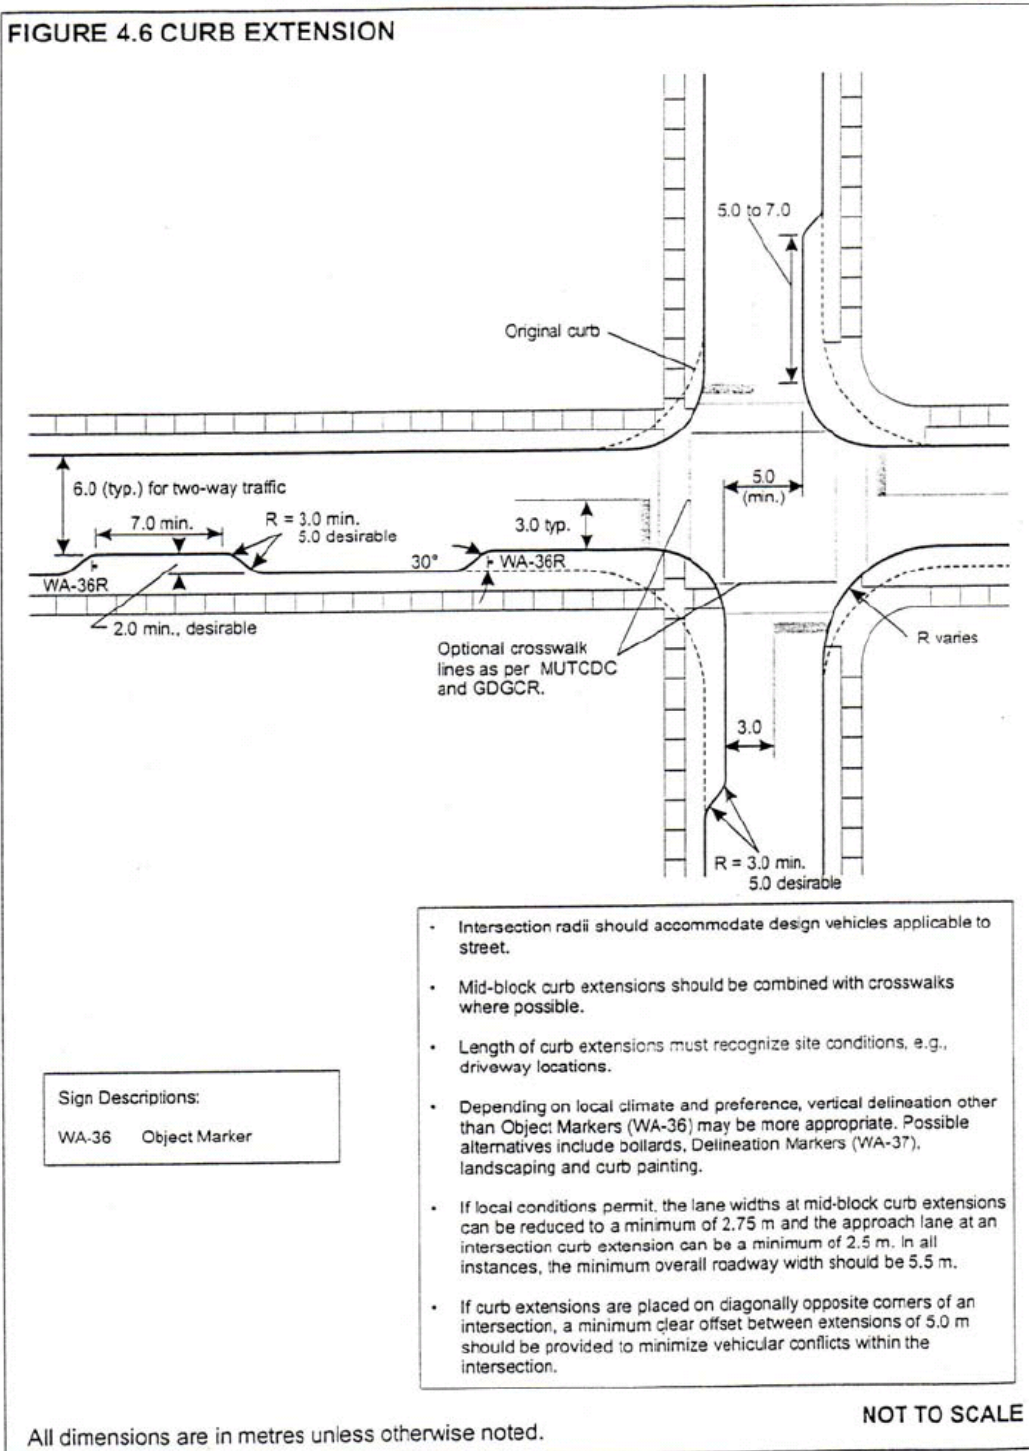 FIGURE 4.6 CURB EXTENSION
5.0 to 7.0
Original curb
6.0 (typ.) for two-way traffic
5.0
(min.)
7.0 min.
R = 3.0 min.
5.0 desirable
3.0 typ.
30°
WA-36R
WA-36R
2.0 min., desirable
Optional crosswalk
lines as per MUTCDC
and GDGCR.
R varies
3.0
R = 3.0 min.
5.0 desirable
· Intersection radii should accommodate design vehicles applicable to
street.
· Mid-block curb extensions should be combined with crosswalks
where possible.
· Length of curb extensions must recognize site conditions, e.g.,
driveway locations.
· Depending on local climate and preference, vertical delineation other
than Object Markers (WA-36) may be more appropriate. Possible
alternatives include bollards, Delineation Markers (WA-37),
landscaping and curb painting.
· If local conditions permit, the lane widths at mid-block curb extensions
can be reduced to a minimum of 2.75 m and the approach lane at an
intersection curb extension can be a minimum of 2.5 m. In all
instances, the minimum overall roadway width should be 5.5 m.
· If curb extensions are placed on diagonally opposite corners of an
intersection, a minimum clear offset between extensions of 5.0 m
should be provided to minimize vehicular conflicts within the
intersection.
Sign Descriptions:
WA-36 Object Marker
NOT TO SCALE
All dimensions are in metres unless otherwise noted.